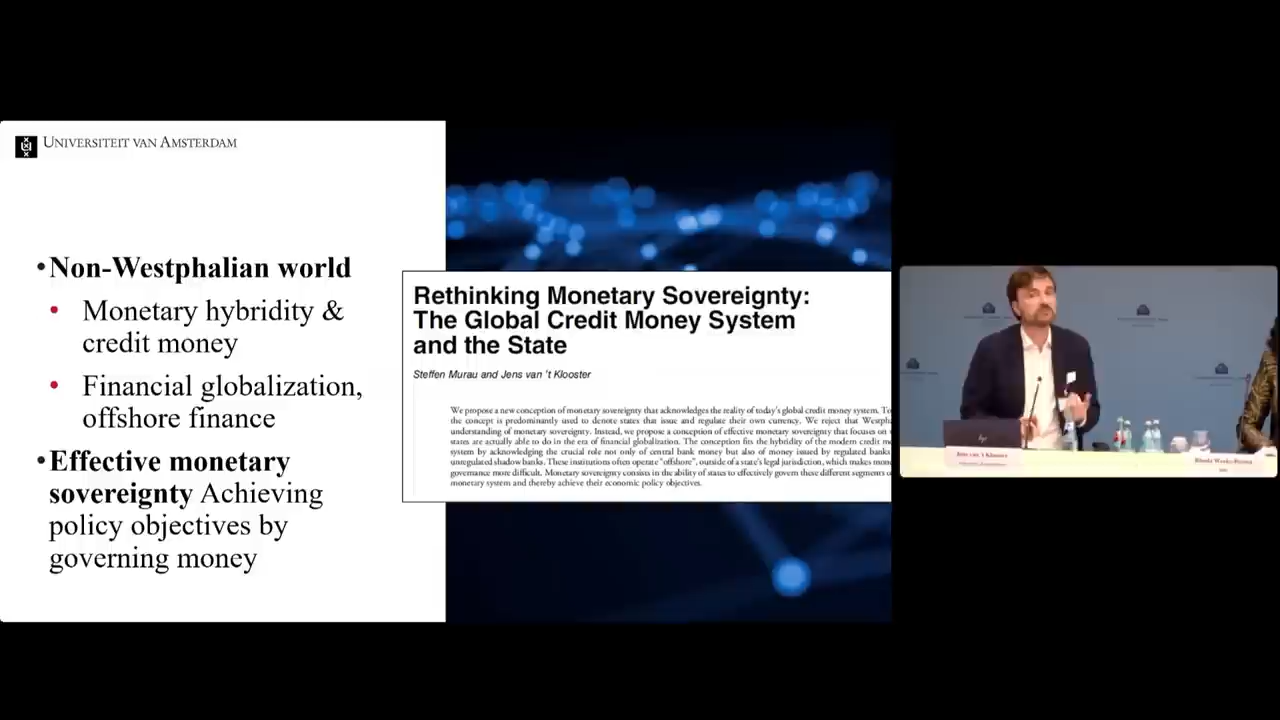 UNIVERSITEIT VAN AMSTERDAM
•Non-Westphalian world
• Monetary hybridity &
credit money
• Financial globalization,
offshore finance
•Effective monetary
sovereignty Achieving
policy objectives by
governing money
Rethinking Monetary Sovereignty:
The Global Credit Money System
and the State
Steffen Murau and Jens van 't Klooster
We propose a new conception of monetary sovereignty that acknowledges the reality of today's global credit money system. To
the concept is predominantly used to denote states that issue and regulate their own currency. We reject that Westph
understanding of monetary sovereignty. Instead, we propose a conception of effective monetary sovereignty that focuses on
states are actually able to do in the era of financial globalization. The conception fits the hybridity of the modern credit m
system by acknowledging the crucial role not only of central bank money but also of money issued by regulated banks
unregulated shadow banks. These institutions often operate "offshore", outside of a state's legal jurisdiction, which makes mon
governance more difficult. Monetary sovereignty consists in the ability of states to effectively govern these different segments o
monetary system and thereby achieve their economic policy objectives.
hp
Jens van 't Klooster